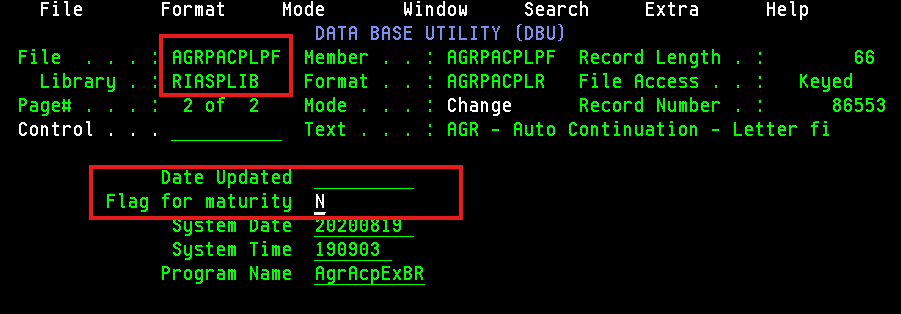 File Format Mode Window Search Extra Help
DATA BASE UTILITY (DBU)
File . . . : AGRPACPLPF Member . . : AGRPACPLPF Record Length . : 66
Library . : RIASPLIB Format . . : AGRPACPLR File Access . . : Keyed
Page# . . . : 2 of 2 Mode . . . : Change Record Number . : 86553
Control . . . __________ Text . . . : AGR - Auto Continuation - Letter fi
Date Updated _________
Flag for maturity N
System Date 20200819
System Time 190903
Program Name AgrAcpExBR